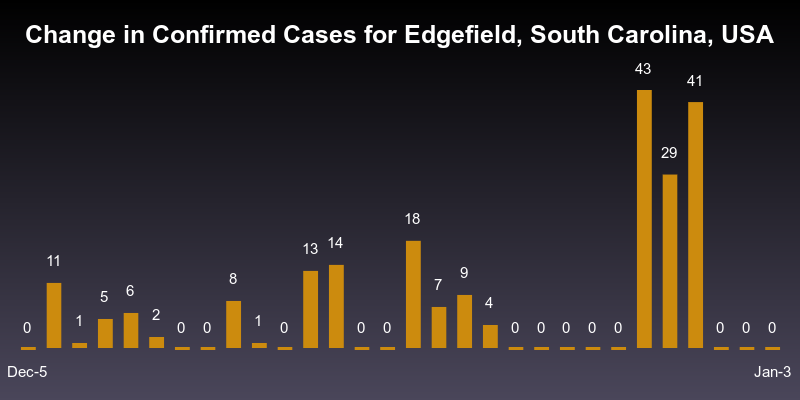 Change in Confirmed Cases for Edgefield, South Carolina, USA
0 11 1 5 6 2 0 0 8 1 0 13 14 0 0 18 7 9 4 0 0 0 0 0 43 29 41 0 0 0
Dec-5 Jan-3